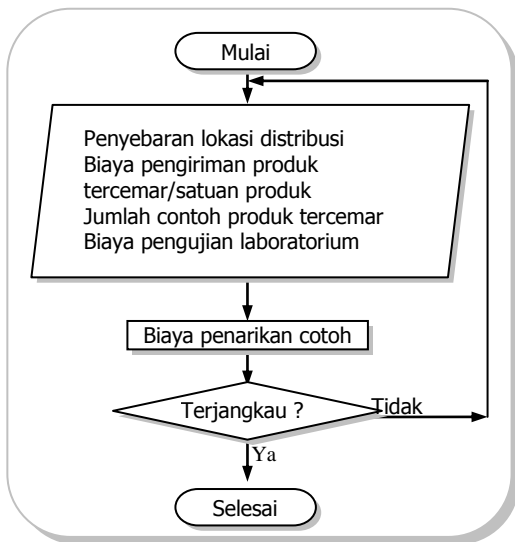 Mulai
Penyebaran lokasi distribusi
Biaya pengiriman produk
tercemar/satuan produk
Jumlah contoh produk tercemar
Biaya pengujian laboratorium
Biaya penarikan cotoh
Terjangkau ?
Tidak
Ya
Selesai